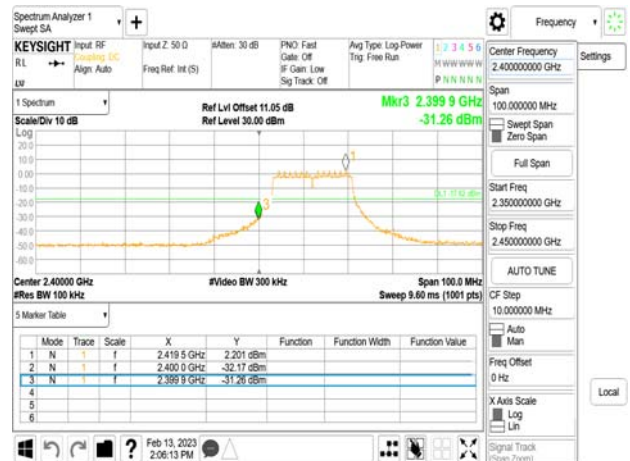 Spectrum Analyzer 1
Swept SA
KEYSIGHT Input: RF Input Z: 50 Ω #Atten: 30 dB PNO: Fast Avg Type: Log-Power 1 2 3 4 5 6
RL Coupling: DC Gate: Off Trig: Free Run
Align: Auto Freq Ref: Int (S) IF Gain: Low
Sig Track: Off P N N N N N
1 Spectrum
Ref Lvl Offset 11.05 dB Mkr3 2.399 9 GHz
Scale/Div 10 dB Ref Level 30.00 dBm -31.26 dBm
Log
20.0
10.0
0.00
-10.0
-20.0
-30.0
-40.0
-50.0
-60.0
1
3
Center 2.40000 GHz #Video BW 300 kHz Span 100.0 MHz
#Res BW 100 kHz Sweep 9.60 ms (1001 pts)
5 Marker Table
Mode Trace Scale X Y Function Function Width Function Value
1 N 1 f 2.419 5 GHz 2.201 dBm
2 N 1 f 2.400 0 GHz -32.17 dBm
3 N 1 f 2.399 9 GHz -31.26 dBm
4
5
6
Feb 13, 2023
2:06:13 PM
Frequency
Center Frequency
2.400000000 GHz
Settings
Span
100.000000 MHz
Swept Span
Zero Span
Full Span
Start Freq
2.350000000 GHz
Stop Freq
2.450000000 GHz
AUTO TUNE
CF Step
10.000000 MHz
Auto
Man
Freq Offset
0 Hz
X Axis Scale
Log
Lin
Local
Signal Track
(Span Zoom)